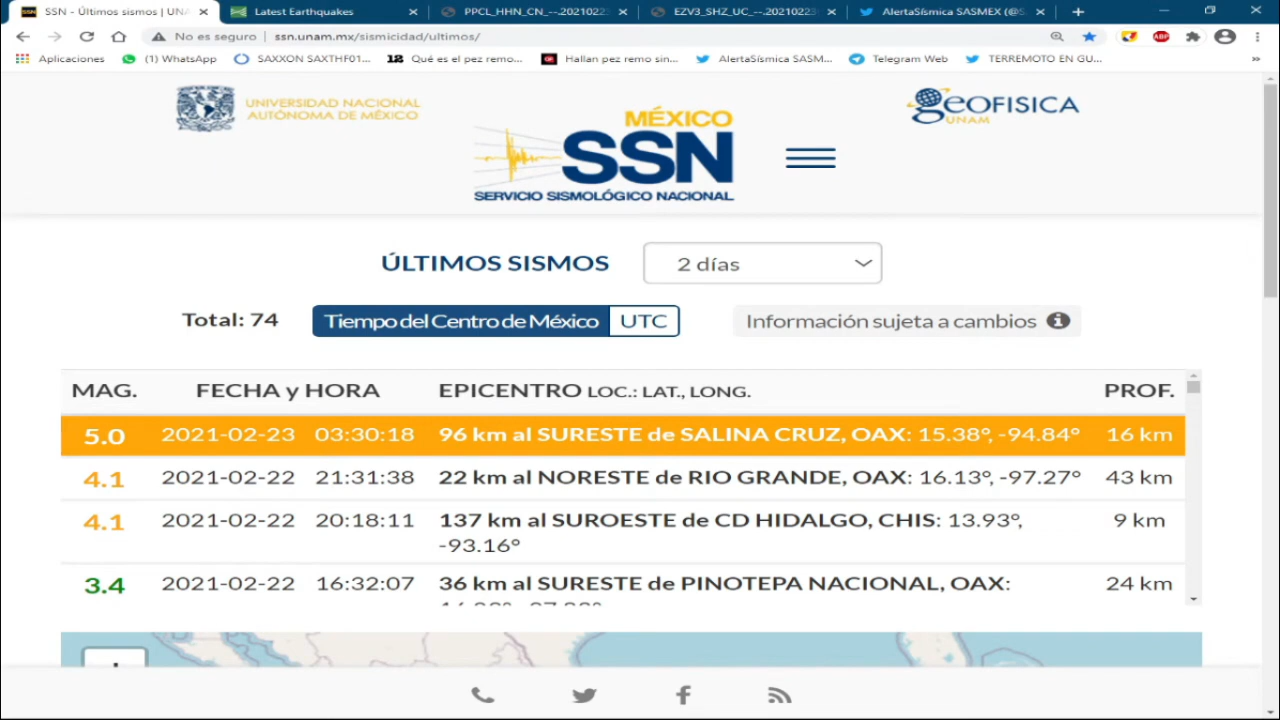 SSN - Últimos sismos | UNA
Latest Earthquakes
PPCL_HHN_CN_--.2021022
EZV3_SHZ_UC_--.2021022
AlertaSísmica SASMEX (@S
No es seguro | ssn.unam.mx/sismicidad/ultimos/
ABP
Aplicaciones
(1) WhatsApp
SAXXON SAXTHF01...
12 Qué es el pez remo...
Hallan pez remo sin...
AlertaSísmica SASM...
Telegram Web
TERREMOTO EN GU...
UNIVERSIDAD NACIONAL
AUTÓNOMA DE MÉXICO
MÉXICO
SSN
SERVICIO SISMOLÓGICO NACIONAL
GEOFISICA
UNAM
ÚLTIMOS SISMOS
2 días
Total: 74
Tiempo del Centro de México UTC
Información sujeta a cambios
MAG. FECHA y HORA EPICENTRO LOC.: LAT., LONG. PROF.
5.0 2021-02-23 03:30:18 96 km al SURESTE de SALINA CRUZ, OAX: 15.38°, -94.84° 16 km
4.1 2021-02-22 21:31:38 22 km al NORESTE de RIO GRANDE, OAX: 16.13°, -97.27° 43 km
4.1 2021-02-22 20:18:11 137 km al SUROESTE de CD HIDALGO, CHIS: 13.93°, 9 km
-93.16°
3.4 2021-02-22 16:32:07 36 km al SURESTE de PINOTEPA NACIONAL, OAX: 24 km